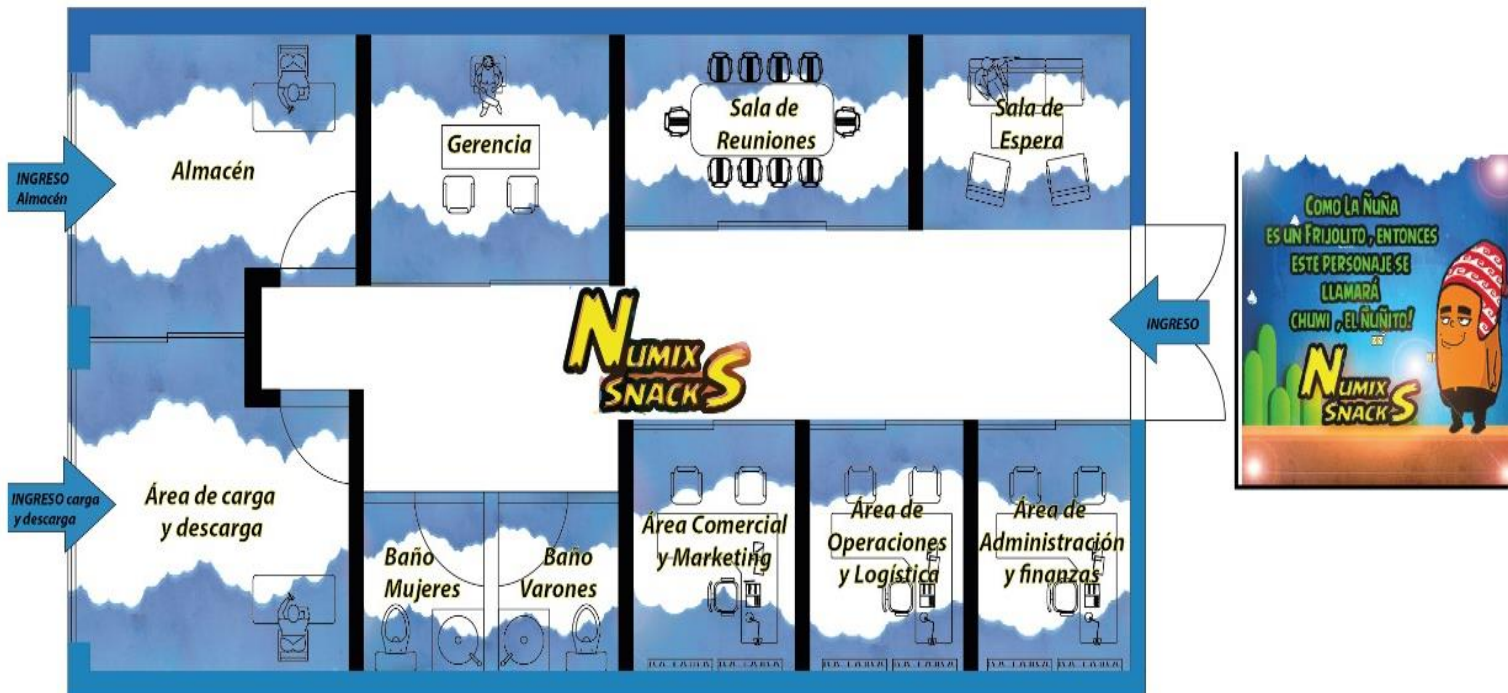 INGRESO
Almacén
Almacén
Gerencia
Sala de
Reuniones
Sala de
Espera
INGRESO
NUMIX
SNACKS
INGRESO carga
y descarga
Área de carga
y descarga
Baño
Mujeres
Baño
Varones
Área Comercial
y Marketing
Área de
Operaciones
y Logística
Área de
Administración
y finanzas
COMO LA ÑUÑA
ES UN FRIJOLITO , ENTONCES
ESTE PERSONAJE SE
LLAMARÁ
CHUWI , EL ÑUÑITO!
NUMIX
SNACKS